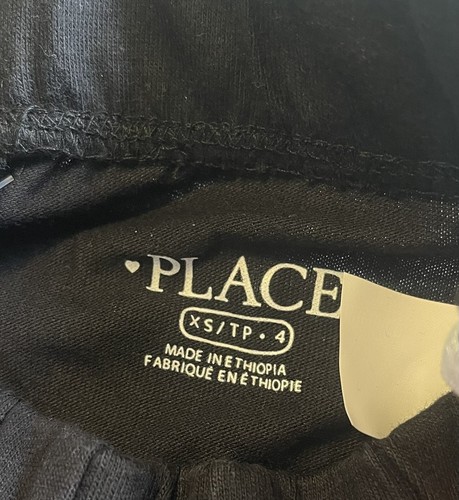 ♥PLACE
XS/TP • 4
MADE IN ETHIOPIA
FABRIQUÉ EN ÉTHIOPIE